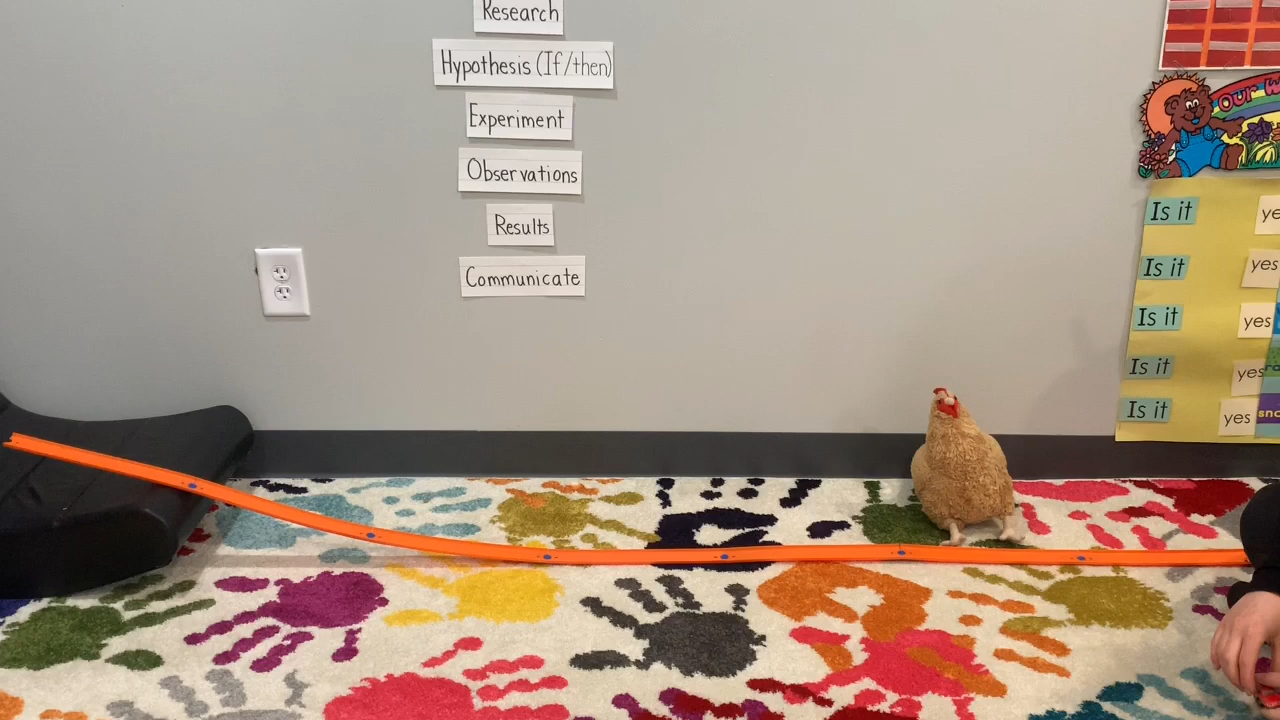 Research
Hypothesis (If/then)
Experiment
Observations
Results
Communicate
Our
Is it
Is it yes
Is it yes
Is it yes
Is it yes